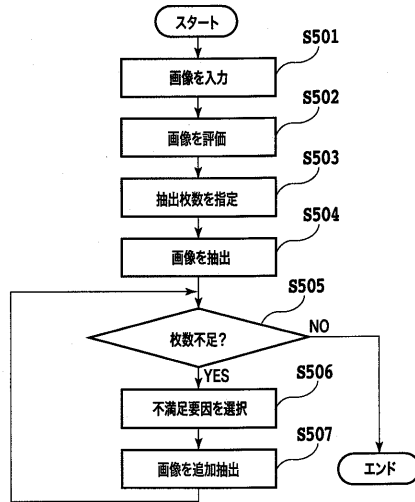 スタート
S501
画像を入力
S502
画像を評価
S503
抽出枚数を指定
S504
画像を抽出
S505
枚数不足?
NO
YES
S506
不満足要因を選択
S507
画像を追加抽出
エンド